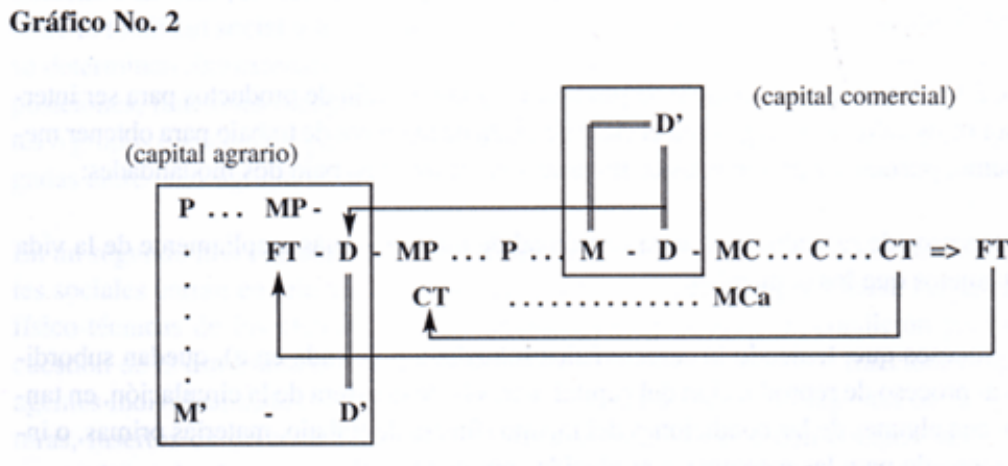 Gráfico No. 2
(capital comercial)
D'
(capital agrario)
P ... MP -
FT - D - MP ... P ... M - D - MC ... C ... CT => FT
CT ............... MCa
M' - D'